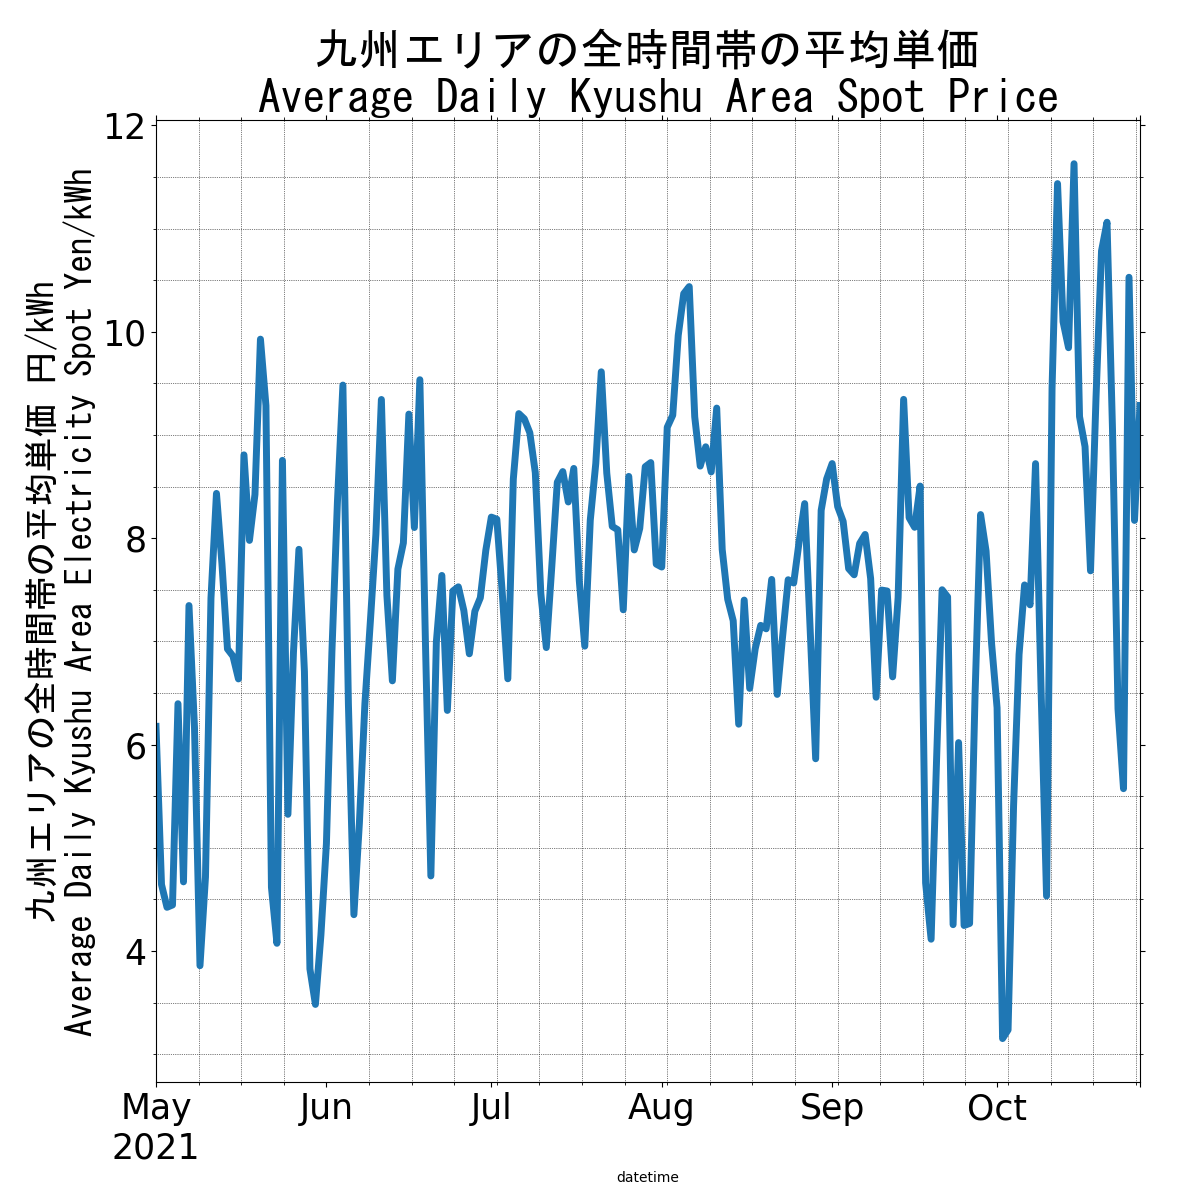 九州エリアの全時間帯の平均単価
Average Daily Kyushu Area Spot Price
九州エリアの全時間帯の平均単価 円/kWh
Average Daily Kyushu Area Electricity Spot Yen/kWh
12
10
8
6
4
May Jun Jul Aug Sep Oct
2021
datetime